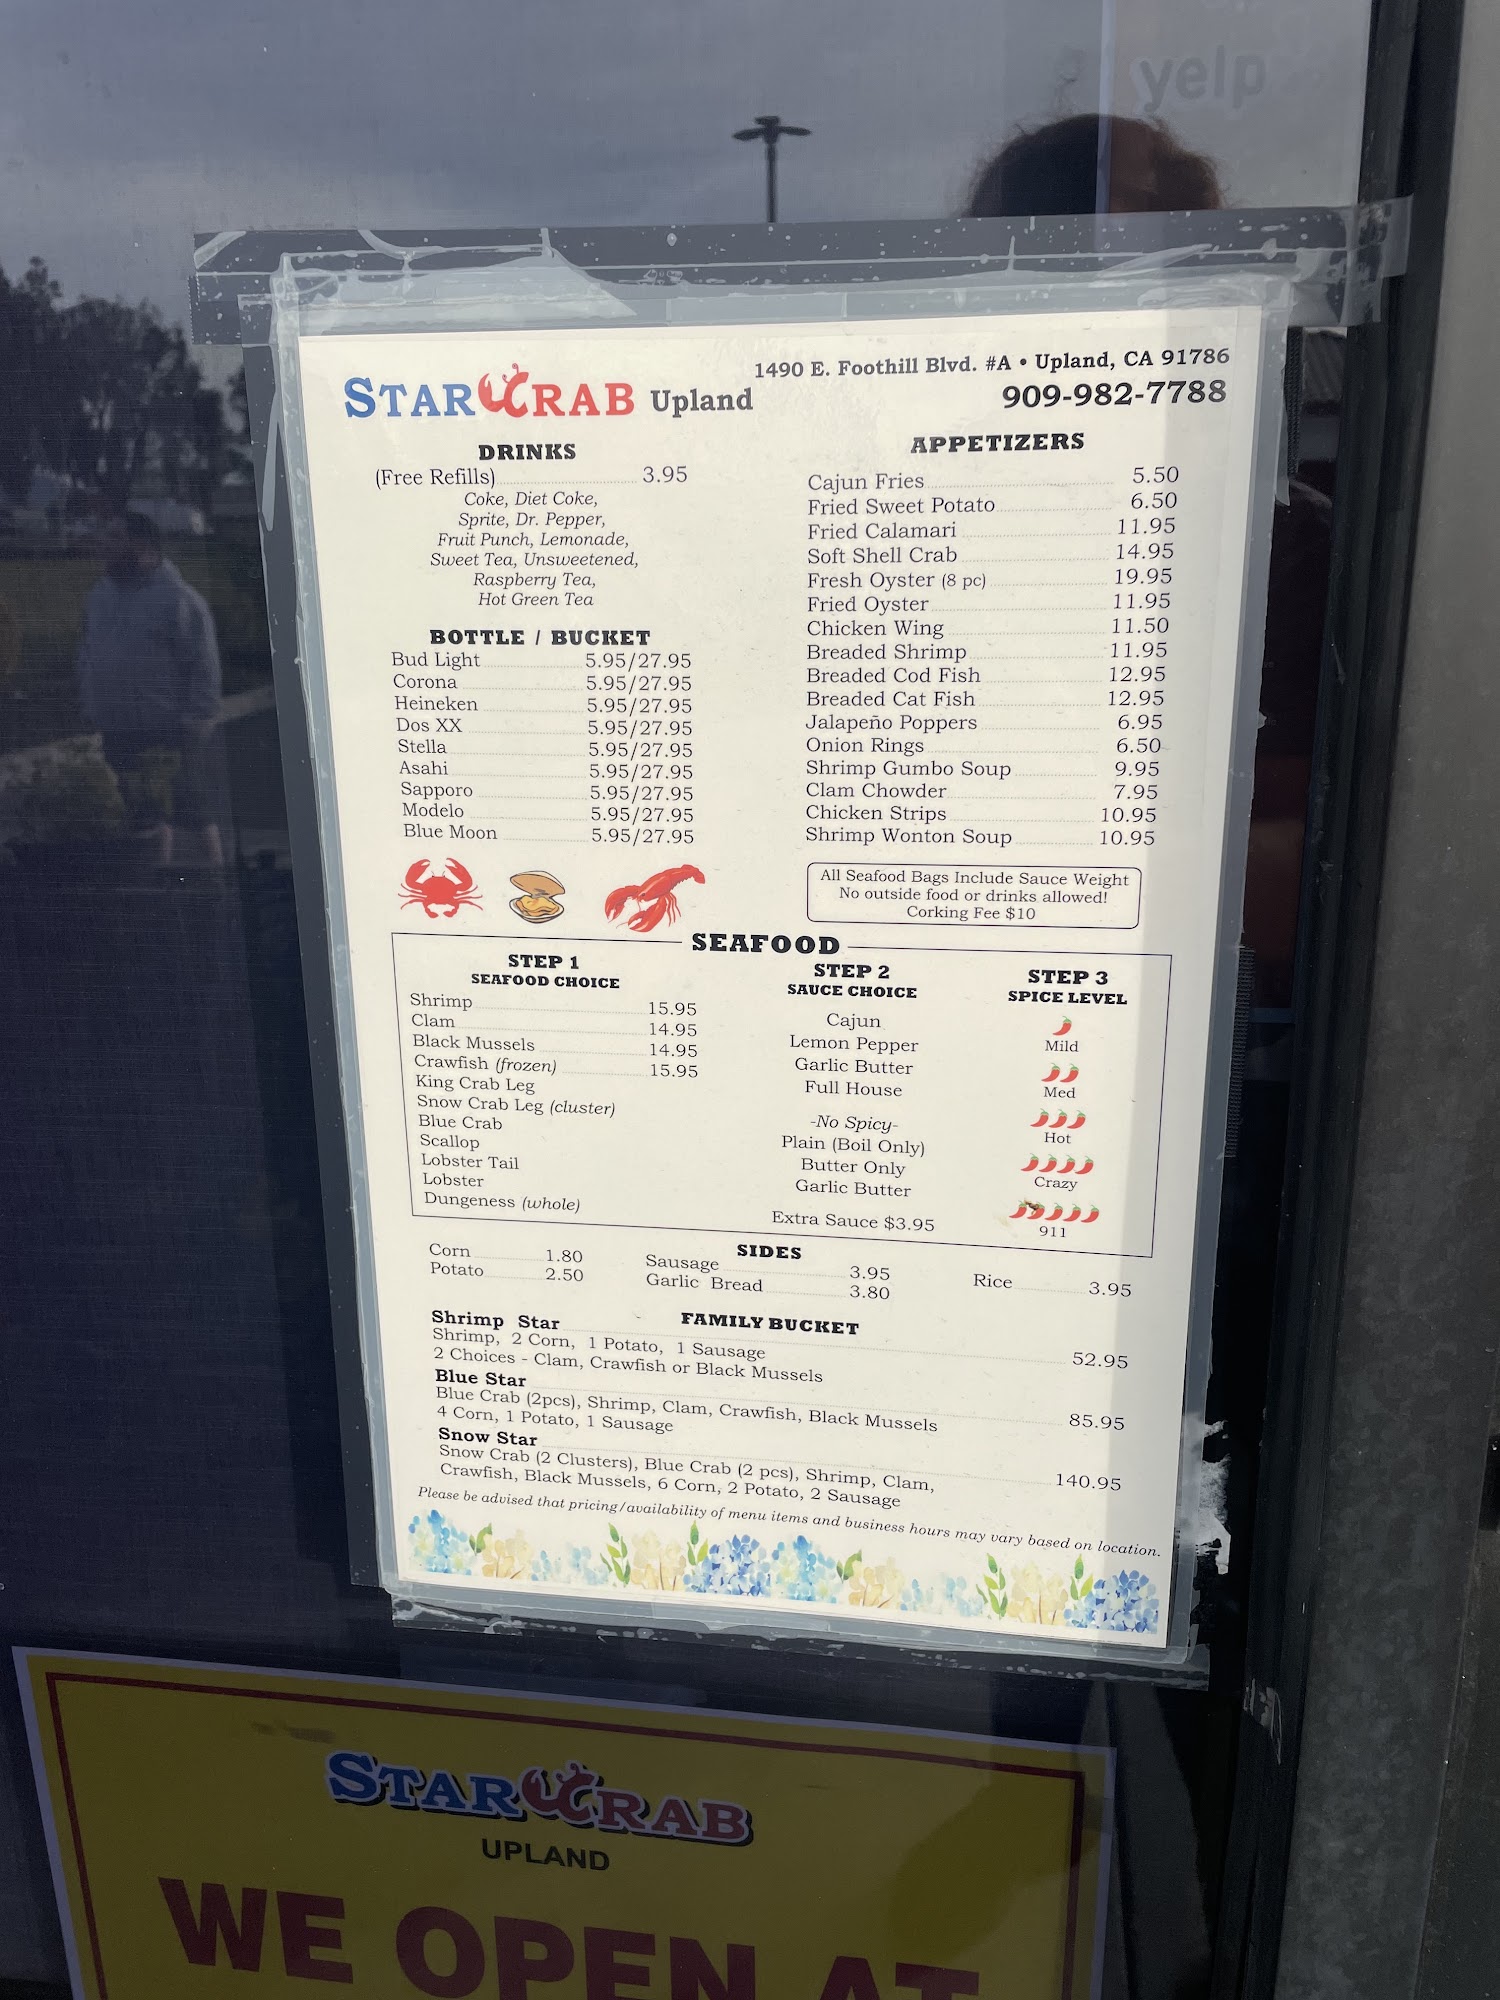 yelp
STAR CRAB Upland
1490 E. Foothill Blvd. #A • Upland, CA 91786
909-982-7788
DRINKS
(Free Refills) 3.95
Coke, Diet Coke,
Sprite, Dr. Pepper,
Fruit Punch, Lemonade,
Sweet Tea, Unsweetened,
Raspberry Tea,
Hot Green Tea
BOTTLE / BUCKET
Bud Light 5.95/27.95
Corona 5.95/27.95
Heineken 5.95/27.95
Dos XX 5.95/27.95
Stella 5.95/27.95
Asahi 5.95/27.95
Sapporo 5.95/27.95
Modelo 5.95/27.95
Blue Moon 5.95/27.95
APPETIZERS
Cajun Fries 5.50
Fried Sweet Potato 6.50
Fried Calamari 11.95
Soft Shell Crab 14.95
Fresh Oyster (8 pc) 19.95
Fried Oyster 11.95
Chicken Wing 11.50
Breaded Shrimp 11.95
Breaded Cod Fish 12.95
Breaded Cat Fish 12.95
Jalapeño Poppers 6.95
Onion Rings 6.50
Shrimp Gumbo Soup 9.95
Clam Chowder 7.95
Chicken Strips 10.95
Shrimp Wonton Soup 10.95
All Seafood Bags Include Sauce Weight
No outside food or drinks allowed!
Corking Fee $10
SEAFOOD
STEP 1
SEAFOOD CHOICE
Shrimp 15.95
Clam 14.95
Black Mussels 14.95
Crawfish (frozen) 15.95
King Crab Leg
Snow Crab Leg (cluster)
Blue Crab
Scallop
Lobster Tail
Lobster
Dungeness (whole)
STEP 2
SAUCE CHOICE
Cajun
Lemon Pepper
Garlic Butter
Full House
-No Spicy-
Plain (Boil Only)
Butter Only
Garlic Butter
Extra Sauce $3.95
STEP 3
SPICE LEVEL
Mild
Med
Hot
Crazy
911
SIDES
Corn 1.80
Potato 2.50
Sausage 3.95
Garlic Bread 3.80
Rice 3.95
FAMILY BUCKET
Shrimp Star
Shrimp, 2 Corn, 1 Potato, 1 Sausage 52.95
2 Choices - Clam, Crawfish or Black Mussels
Blue Star
Blue Crab (2pcs), Shrimp, Clam, Crawfish, Black Mussels 85.95
4 Corn, 1 Potato, 1 Sausage
Snow Star
Snow Crab (2 Clusters), Blue Crab (2 pcs), Shrimp, Clam, 140.95
Crawfish, Black Mussels, 6 Corn, 2 Potato, 2 Sausage
Please be advised that pricing/availability of menu items and business hours may vary based on location.
STAR CRAB
UPLAND
WE OPEN AT